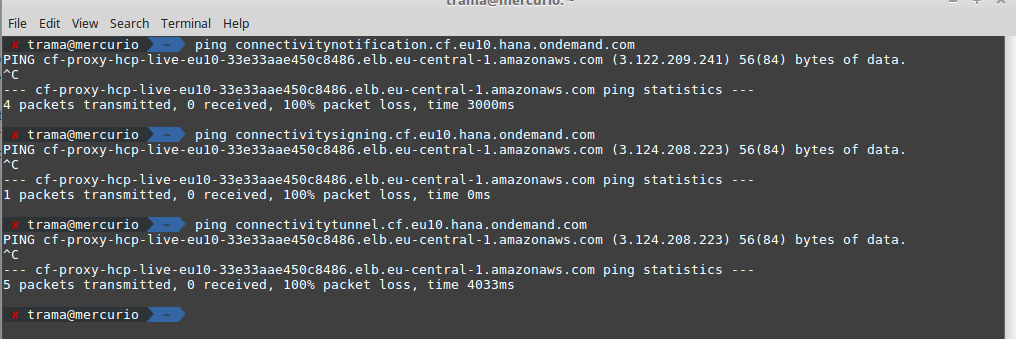 trama@mercurio: ~
File Edit View Search Terminal Help
✘ trama@mercurio ~ ping connectivitynotification.cf.eu10.hana.ondemand.com
PING cf-proxy-hcp-live-eu10-33e33aae450c8486.elb.eu-central-1.amazonaws.com (3.122.209.241) 56(84) bytes of data.
^C
--- cf-proxy-hcp-live-eu10-33e33aae450c8486.elb.eu-central-1.amazonaws.com ping statistics ---
4 packets transmitted, 0 received, 100% packet loss, time 3000ms
✘ trama@mercurio ~ ping connectivitysigning.cf.eu10.hana.ondemand.com
PING cf-proxy-hcp-live-eu10-33e33aae450c8486.elb.eu-central-1.amazonaws.com (3.124.208.223) 56(84) bytes of data.
^C
--- cf-proxy-hcp-live-eu10-33e33aae450c8486.elb.eu-central-1.amazonaws.com ping statistics ---
1 packets transmitted, 0 received, 100% packet loss, time 0ms
✘ trama@mercurio ~ ping connectivitytunnel.cf.eu10.hana.ondemand.com
PING cf-proxy-hcp-live-eu10-33e33aae450c8486.elb.eu-central-1.amazonaws.com (3.124.208.223) 56(84) bytes of data.
^C
--- cf-proxy-hcp-live-eu10-33e33aae450c8486.elb.eu-central-1.amazonaws.com ping statistics ---
5 packets transmitted, 0 received, 100% packet loss, time 4033ms
✘ trama@mercurio ~